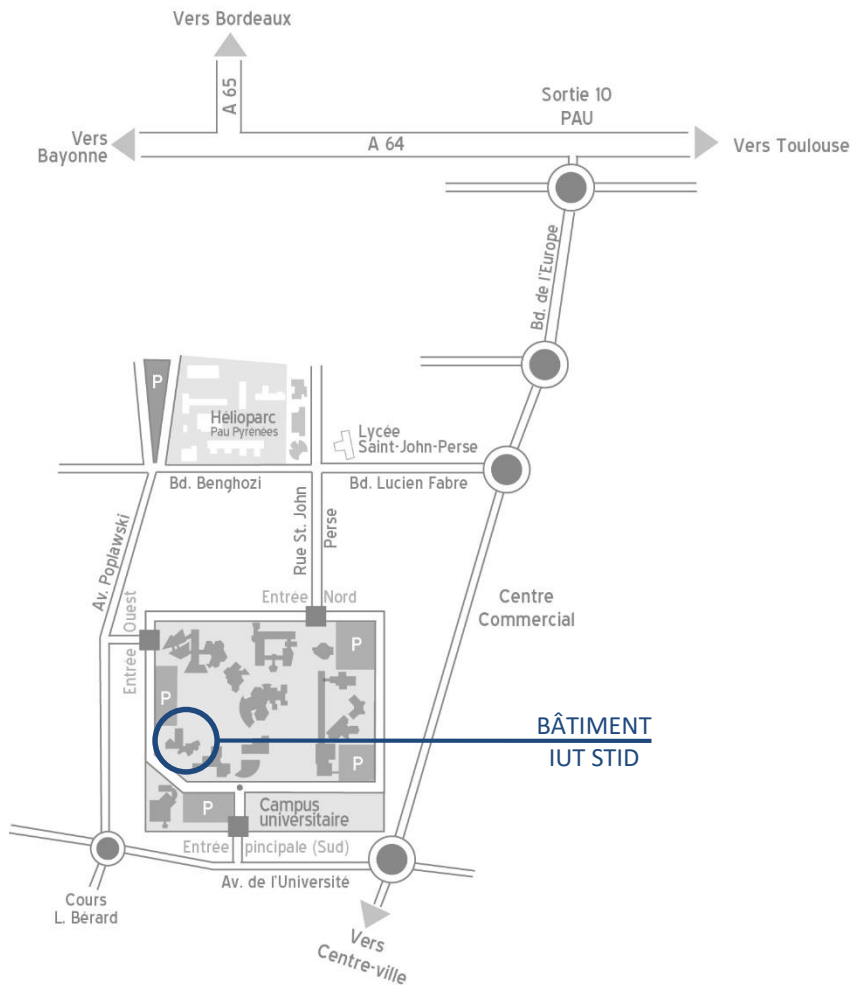 Vers Bordeaux
A 65
Sortie 10
PAU
Vers
Bayonne
A 64
Vers Toulouse
Bd. de l'Europe
P
Hélioparc
Pau Pyrénées
Lycée
Saint-John-Perse
Bd. Benghozi
Bd. Lucien Fabre
Rue St. John
Perse
Av. Poplawski
Entrée Nord
Entrée Ouest
Centre
Commercial
P
P
BÂTIMENT
IUT STID
P
P
Campus
universitaire
Entrée pincipale (Sud)
Av. de l'Université
Cours
L. Bérard
Vers
Centre-ville